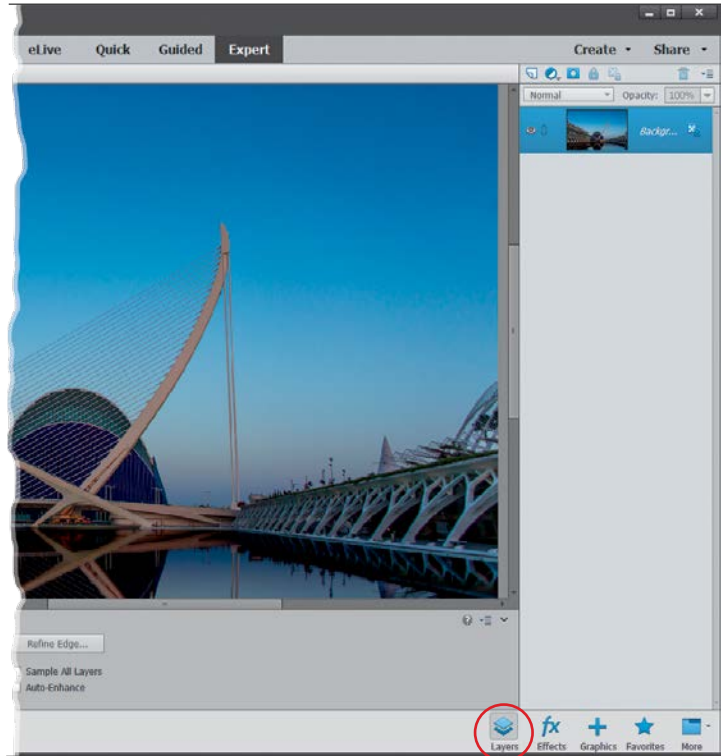 eLive Quick Guided Expert Create Share
Normal Opacity: 100%
Backgr...
Refine Edge...
Sample All Layers
Auto-Enhance
Layers Effects Graphics Favorites More